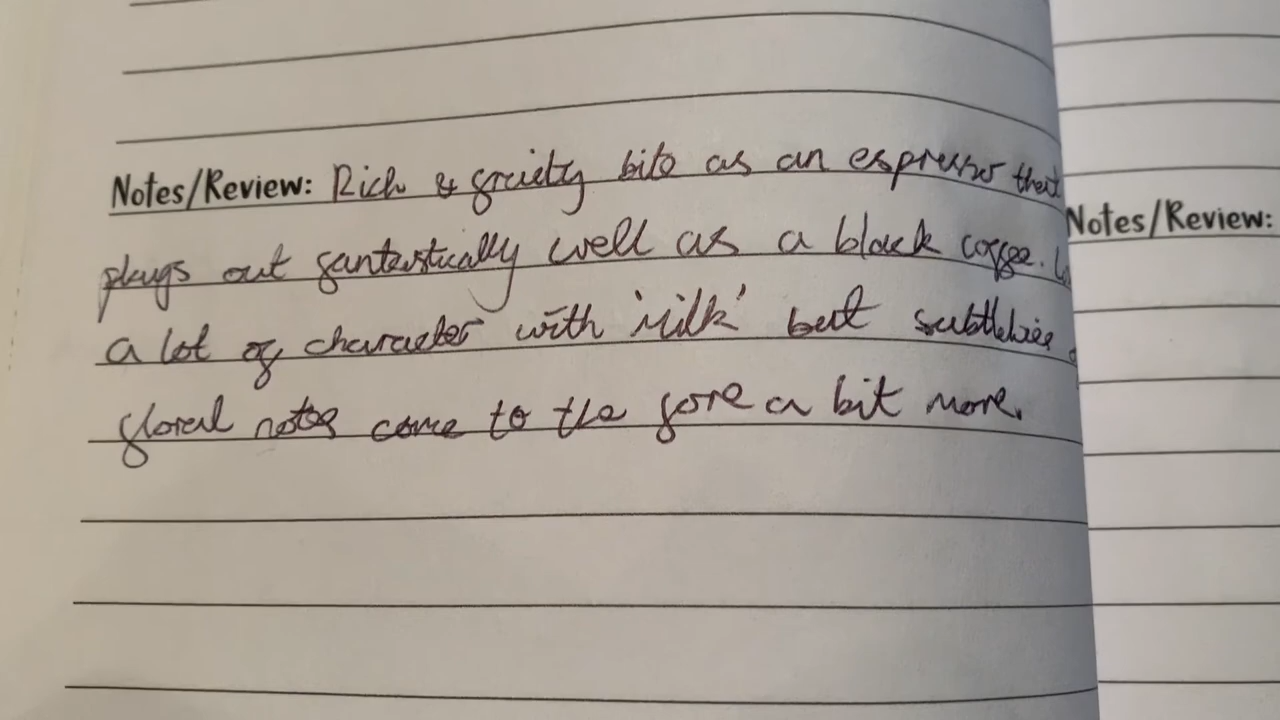 Notes/Review: Rich & fruity bite as an espresso that
plays out fantastically well as a black coffee.
a lot of character with 'milk' but subtleties
floral notes come to the fore a bit more.
Notes/Review: